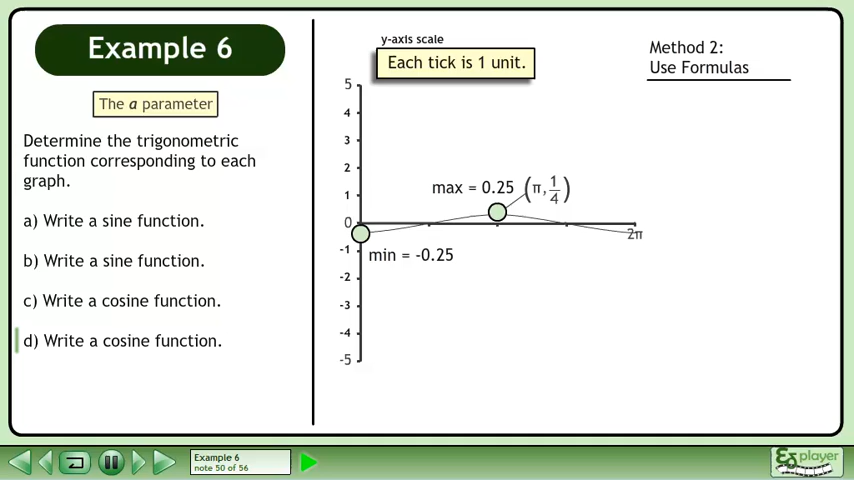 Example 6
The a parameter
Determine the trigonometric
function corresponding to each
graph.
a) Write a sine function.
b) Write a sine function.
c) Write a cosine function.
d) Write a cosine function.
y-axis scale
Each tick is 1 unit.
Method 2:
Use Formulas
5
4
3
2
1
0
-1
-2
-3
-4
-5
max = 0.25 (π, 1/4)
2π
min = -0.25
Example 6
note 50 of 56
player